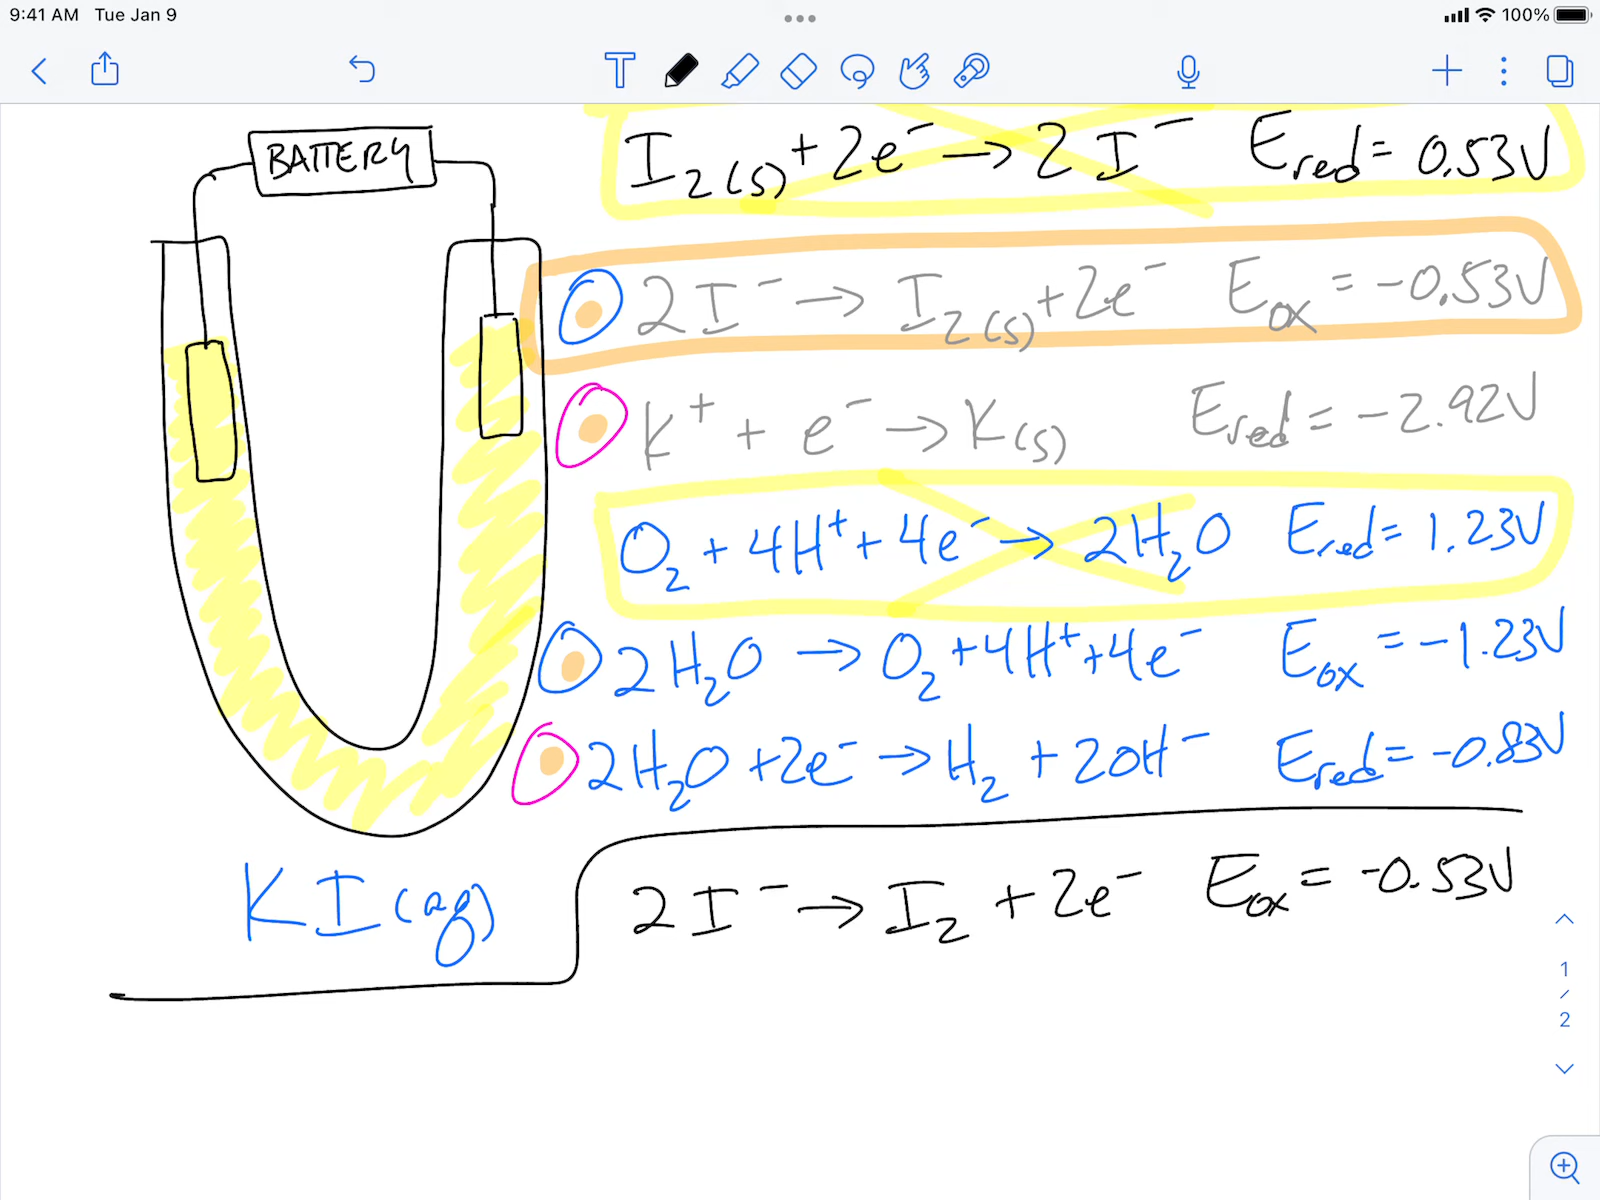 9:41 AM Tue Jan 9
100%
BATTERY
I₂(s) + 2e⁻ → 2I⁻ Ered = 0.53V
2I⁻ → I₂(s) + 2e⁻ Eox = -0.53V
K⁺ + e⁻ → K(s) Ered = -2.92V
O₂ + 4H⁺ + 4e⁻ → 2H₂O Ered = 1.23V
2H₂O → O₂ + 4H⁺ + 4e⁻ Eox = -1.23V
2H₂O + 2e⁻ → H₂ + 2OH⁻ Ered = -0.83V
KI(aq)
2I⁻ → I₂ + 2e⁻ Eox = -0.53V
1
/
2